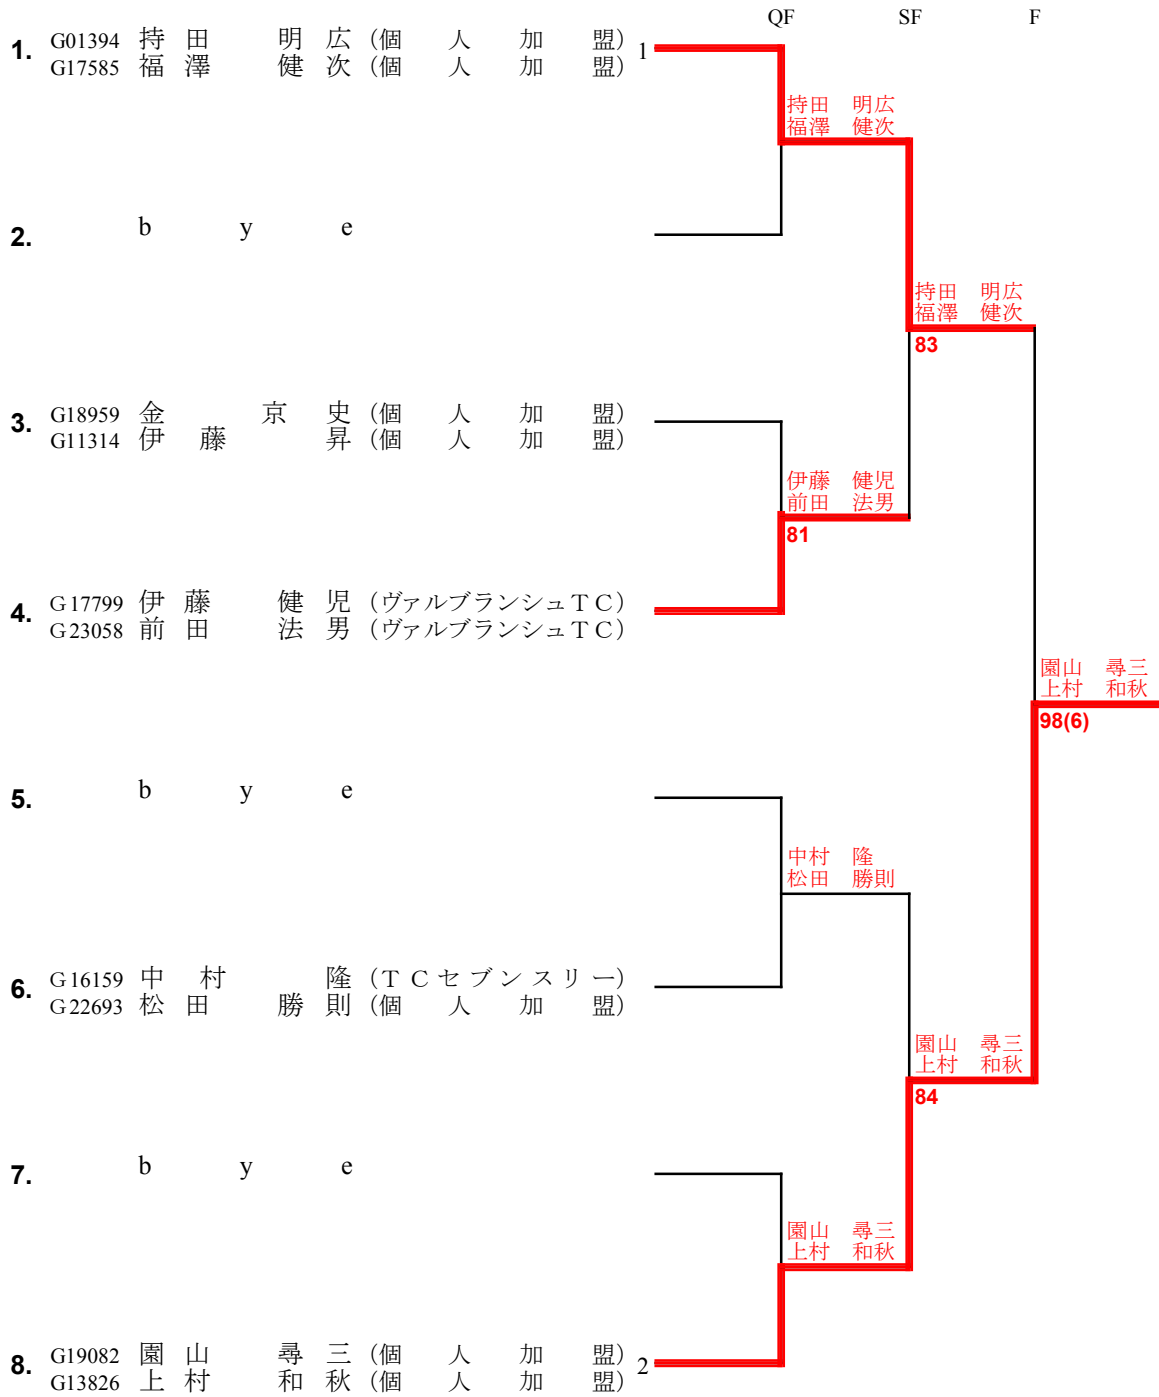 QF SF F
1. G01394 持田 明広 (個人加盟) 1
G17585 福澤 健次 (個人加盟)
持田 明広
福澤 健次
2. bye
持田 明広
福澤 健次
83
3. G18959 金 京史 (個人加盟)
G11314 伊藤 昇 (個人加盟)
伊藤 健児
前田 法男
81
4. G17799 伊藤 健児 (ヴァルブランシュTC)
G23058 前田 法男 (ヴァルブランシュTC)
園山 尋三
上村 和秋
98(6)
5. bye
中村 隆
松田 勝則
6. G16159 中村 隆 (TCセブンスリー)
G22693 松田 勝則 (個人加盟)
園山 尋三
上村 和秋
84
7. bye
園山 尋三
上村 和秋
8. G19082 園山 尋三 (個人加盟) 2
G13826 上村 和秋 (個人加盟)